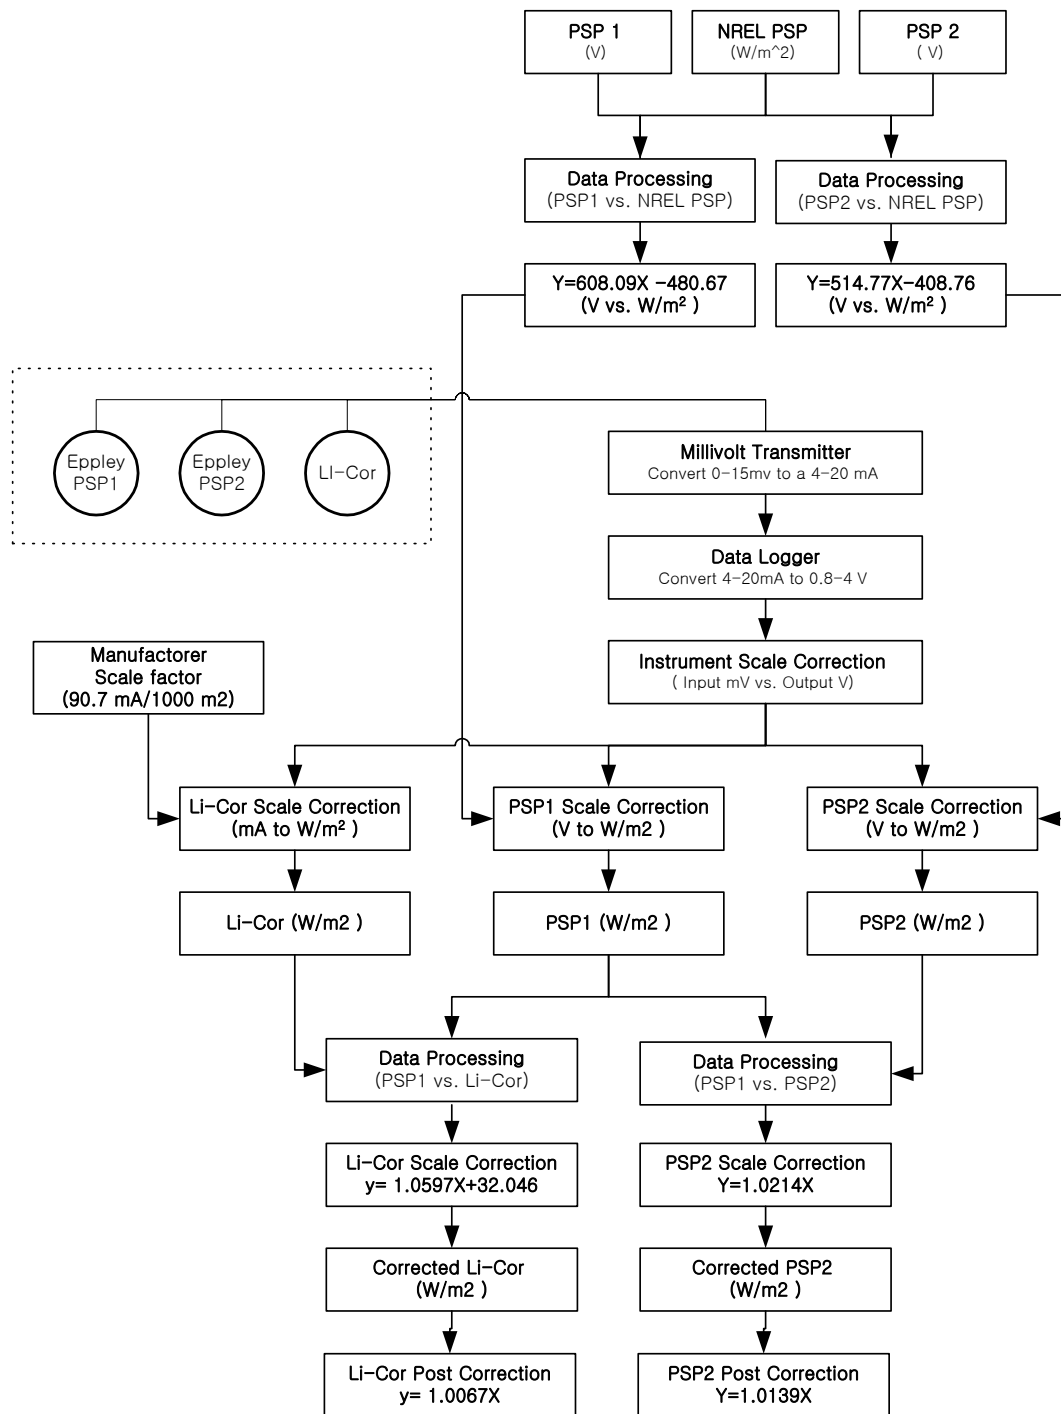 PSP 1
(V)
NREL PSP
(W/m^2)
PSP 2
( V)
Data Processing
(PSP1 vs. NREL PSP)
Data Processing
(PSP2 vs. NREL PSP)
Y=608.09X −480.67
(V vs. W/m² )
Y=514.77X−408.76
(V vs. W/m² )
Eppley
PSP1
Eppley
PSP2
LI−Cor
Millivolt Transmitter
Convert 0−15mv to a 4−20 mA
Data Logger
Convert 4−20mA to 0.8−4 V
Instrument Scale Correction
( Input mV vs. Output V)
Manufactorer
Scale factor
(90.7 mA/1000 m2)
Li−Cor Scale Correction
(mA to W/m² )
PSP1 Scale Correction
(V to W/m2 )
PSP2 Scale Correction
(V to W/m2 )
Li−Cor (W/m2 )
PSP1 (W/m2 )
PSP2 (W/m2 )
Data Processing
(PSP1 vs. Li−Cor)
Data Processing
(PSP1 vs. PSP2)
Li−Cor Scale Correction
y= 1.0597X+32.046
PSP2 Scale Correction
Y=1.0214X
Corrected Li−Cor
(W/m2 )
Corrected PSP2
(W/m2 )
Li−Cor Post Correction
y= 1.0067X
PSP2 Post Correction
Y=1.0139X